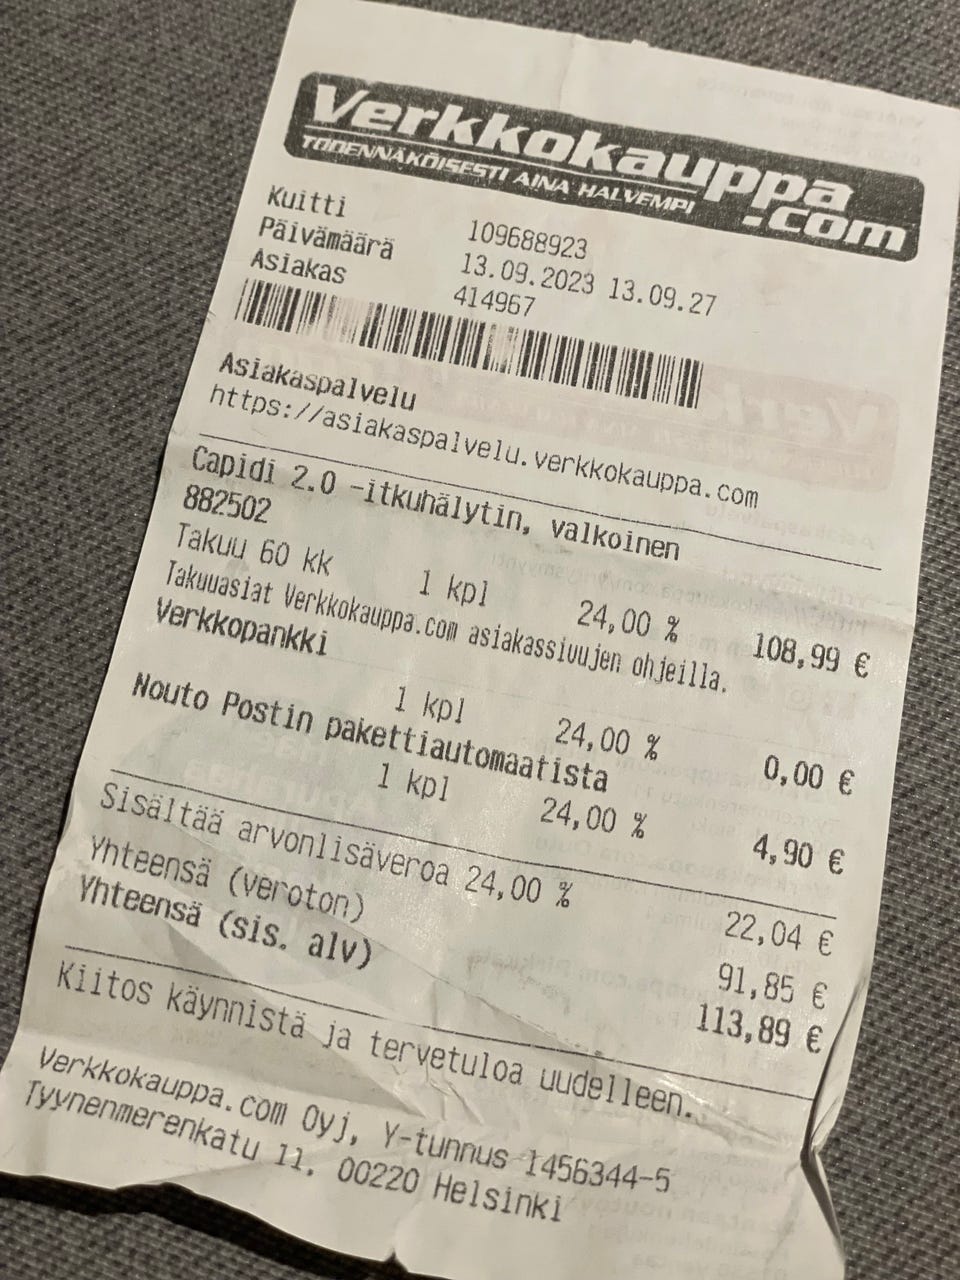 Verkkokauppa
.com
TODENNÄKÖISESTI AINA HALVEMPI
Kuitti 109688923
Päivämäärä 13.09.2023 13.09.27
Asiakas 414967
Asiakaspalvelu
https://asiakaspalvelu.verkkokauppa.com
Capidi 2.0 -itkuhälytin, valkoinen
882502
Takuu 60 kk 1 kpl 24,00 % 108,99 €
Takuuasiat Verkkokauppa.com asiakassivujen ohjeilla.
Verkkopankki
1 kpl 24,00 % 0,00 €
Nouto Postin pakettiautomaatista
1 kpl 24,00 % 4,90 €
Sisältää arvonlisäveroa 24,00 % 22,04 €
Yhteensä (veroton) 91,85 €
Yhteensä (sis. alv) 113,89 €
Kiitos käynnistä ja tervetuloa uudelleen.
Verkkokauppa.com Oyj, Y-tunnus 1456344-5
Tyynenmerenkatu 11, 00220 Helsinki